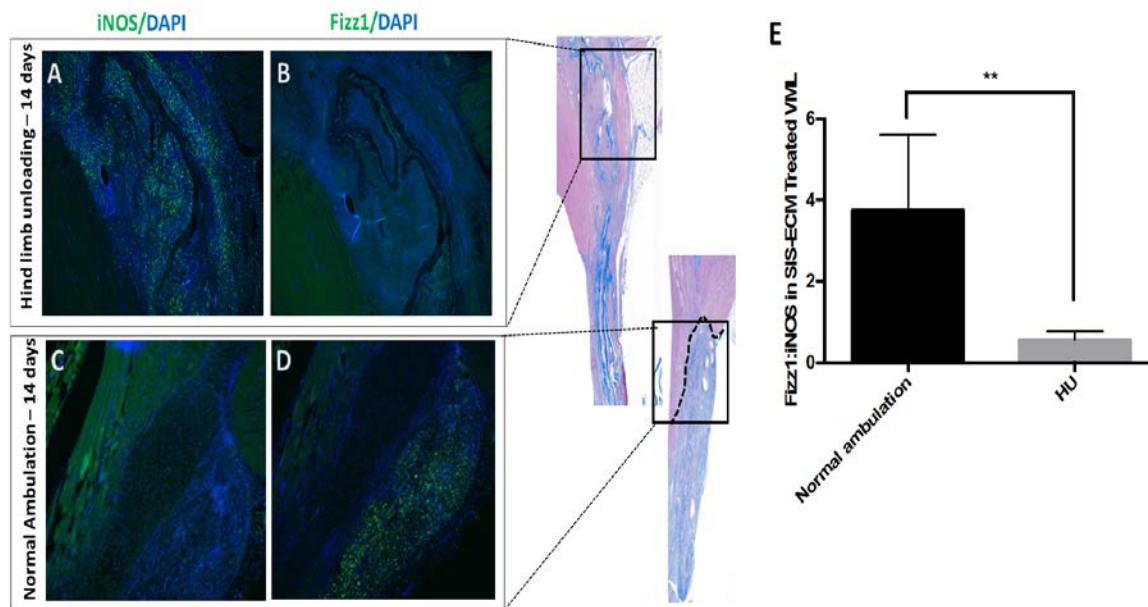 iNOS/DAPI
Fizz1/DAPI
Hind limb unloading – 14 days
A
B
Normal Ambulation – 14 days
C
D
E
**
Fizz1:iNOS in SIS-ECM Treated VML
6
4
2
0
Normal ambulation
HU